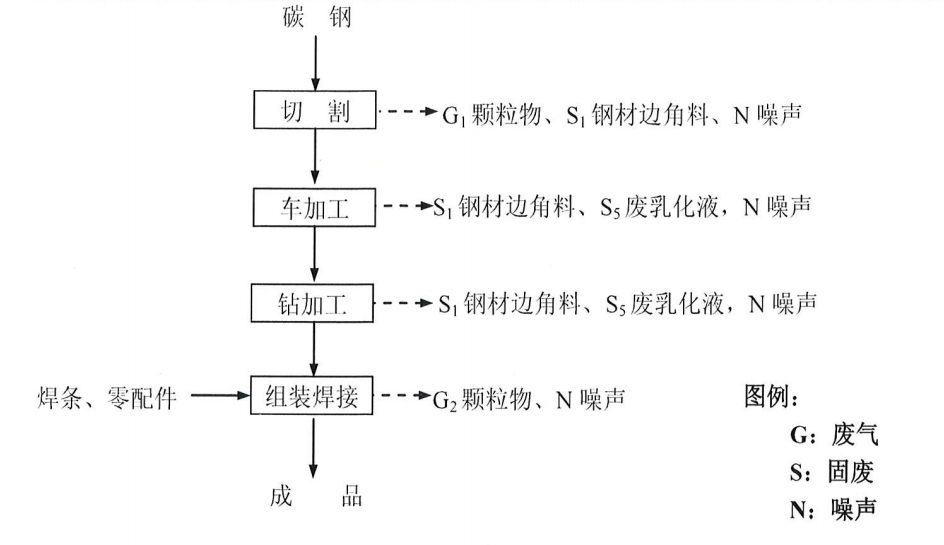 碳 钢
切 割
G₁颗粒物、S₁钢材边角料、N噪声
车加工
S₁钢材边角料、S₅废乳化液，N噪声
钻加工
S₁钢材边角料、S₅废乳化液，N噪声
焊条、零配件
组装焊接
G₂颗粒物、N噪声
成 品
图例：
G：废气
S：固废
N：噪声